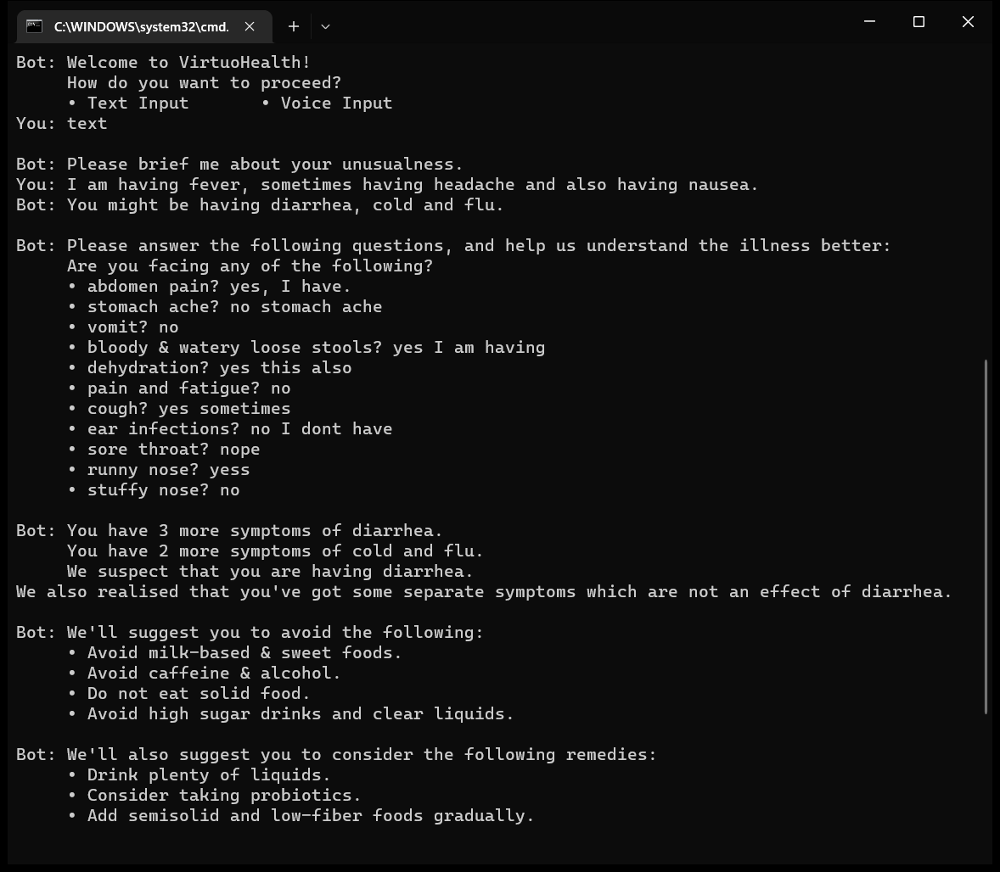 C:\WINDOWS\system32\cmd.
Bot: Welcome to VirtuoHealth!
How do you want to proceed?
• Text Input • Voice Input
You: text
Bot: Please brief me about your unusualness.
You: I am having fever, sometimes having headache and also having nausea.
Bot: You might be having diarrhea, cold and flu.
Bot: Please answer the following questions, and help us understand the illness better:
Are you facing any of the following?
• abdomen pain? yes, I have.
• stomach ache? no stomach ache
• vomit? no
• bloody & watery loose stools? yes I am having
• dehydration? yes this also
• pain and fatigue? no
• cough? yes sometimes
• ear infections? no I dont have
• sore throat? nope
• runny nose? yess
• stuffy nose? no
Bot: You have 3 more symptoms of diarrhea.
You have 2 more symptoms of cold and flu.
We suspect that you are having diarrhea.
We also realised that you've got some separate symptoms which are not an effect of diarrhea.
Bot: We'll suggest you to avoid the following:
• Avoid milk-based & sweet foods.
• Avoid caffeine & alcohol.
• Do not eat solid food.
• Avoid high sugar drinks and clear liquids.
Bot: We'll also suggest you to consider the following remedies:
• Drink plenty of liquids.
• Consider taking probiotics.
• Add semisolid and low-fiber foods gradually.